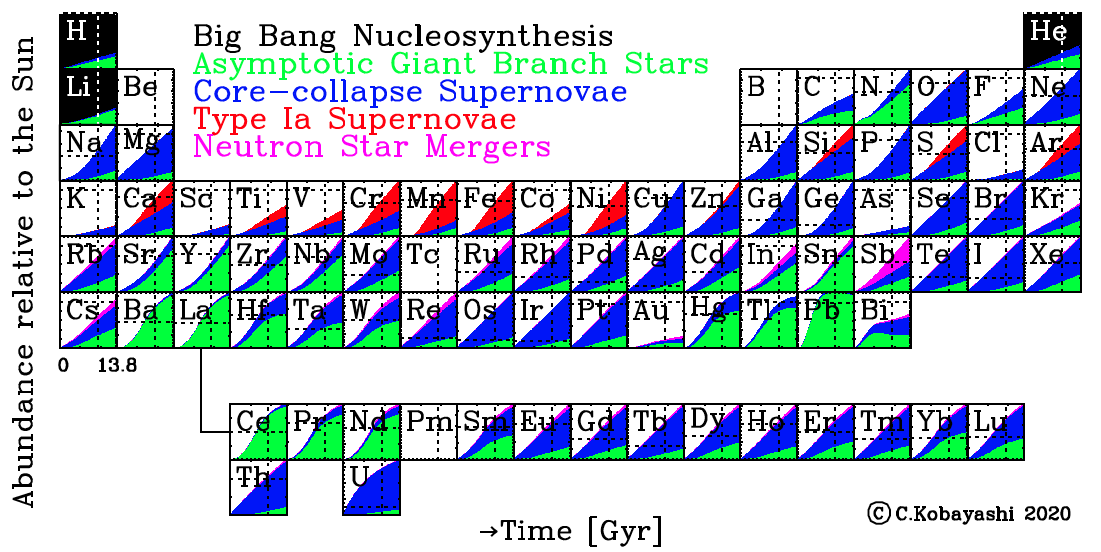 Abundance relative to the Sun
H He
Big Bang Nucleosynthesis
Asymptotic Giant Branch Stars
Core-collapse Supernovae
Type Ia Supernovae
Neutron Star Mergers
Li Be B C N O F Ne
Na Mg Al Si P S Cl Ar
K Ca Sc Ti V Cr Mn Fe Co Ni Cu Zn Ga Ge As Se Br Kr
Rb Sr Y Zr Nb Mo Tc Ru Rh Pd Ag Cd In Sn Sb Te I Xe
Cs Ba La Hf Ta W Re Os Ir Pt Au Hg Tl Pb Bi
0 13.8
Ce Pr Nd Pm Sm Eu Gd Tb Dy Ho Er Tm Yb Lu
Th U
→Time [Gyr]
© C.Kobayashi 2020